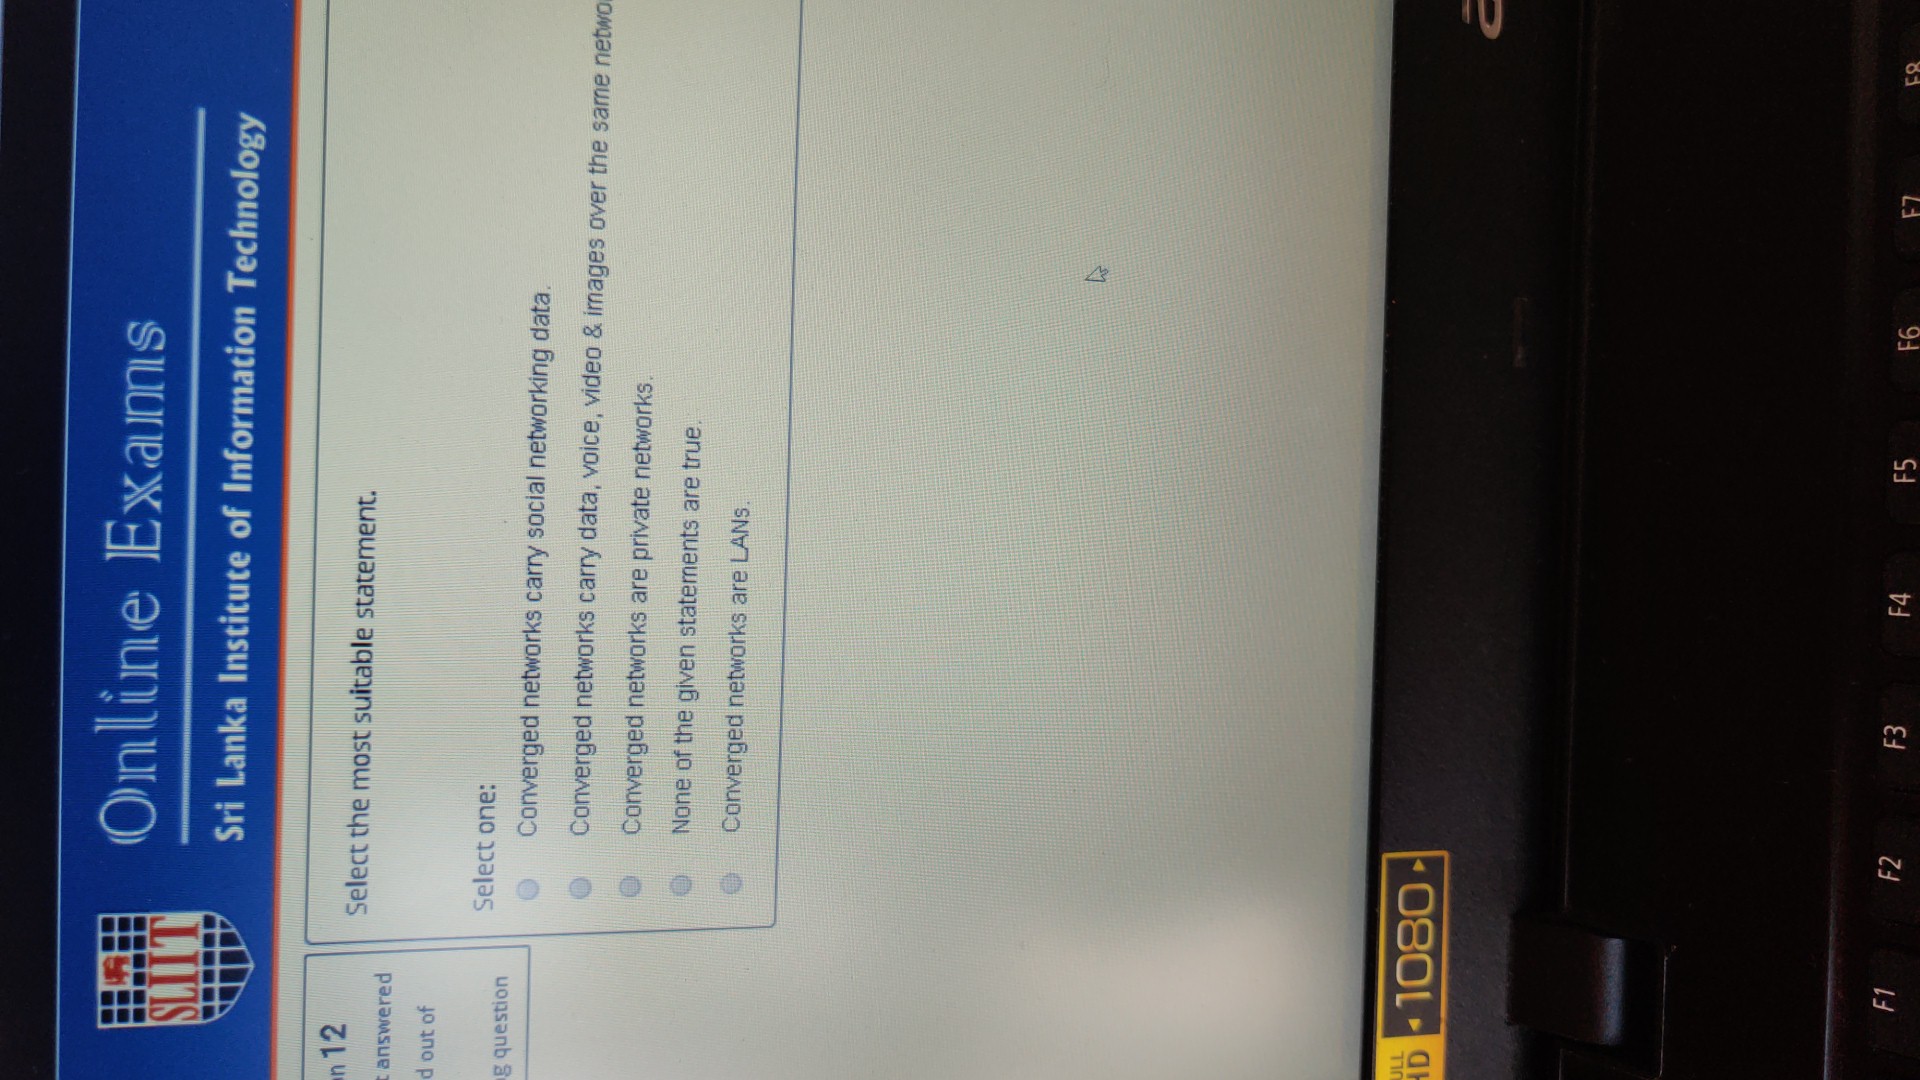 SLIIT
Online Exams
Sri Lanka Institute of Information Technology
12
answered
out of
question
Select the most suitable statement.
Select one:
Converged networks carry social networking data.
Converged networks carry data, voice, video & images over the same
Converged networks are private networks.
None of the given statements are true.
Converged networks are LANs.
HD 1080
F1 F2 F3 F4 F5 F6 F7 F8